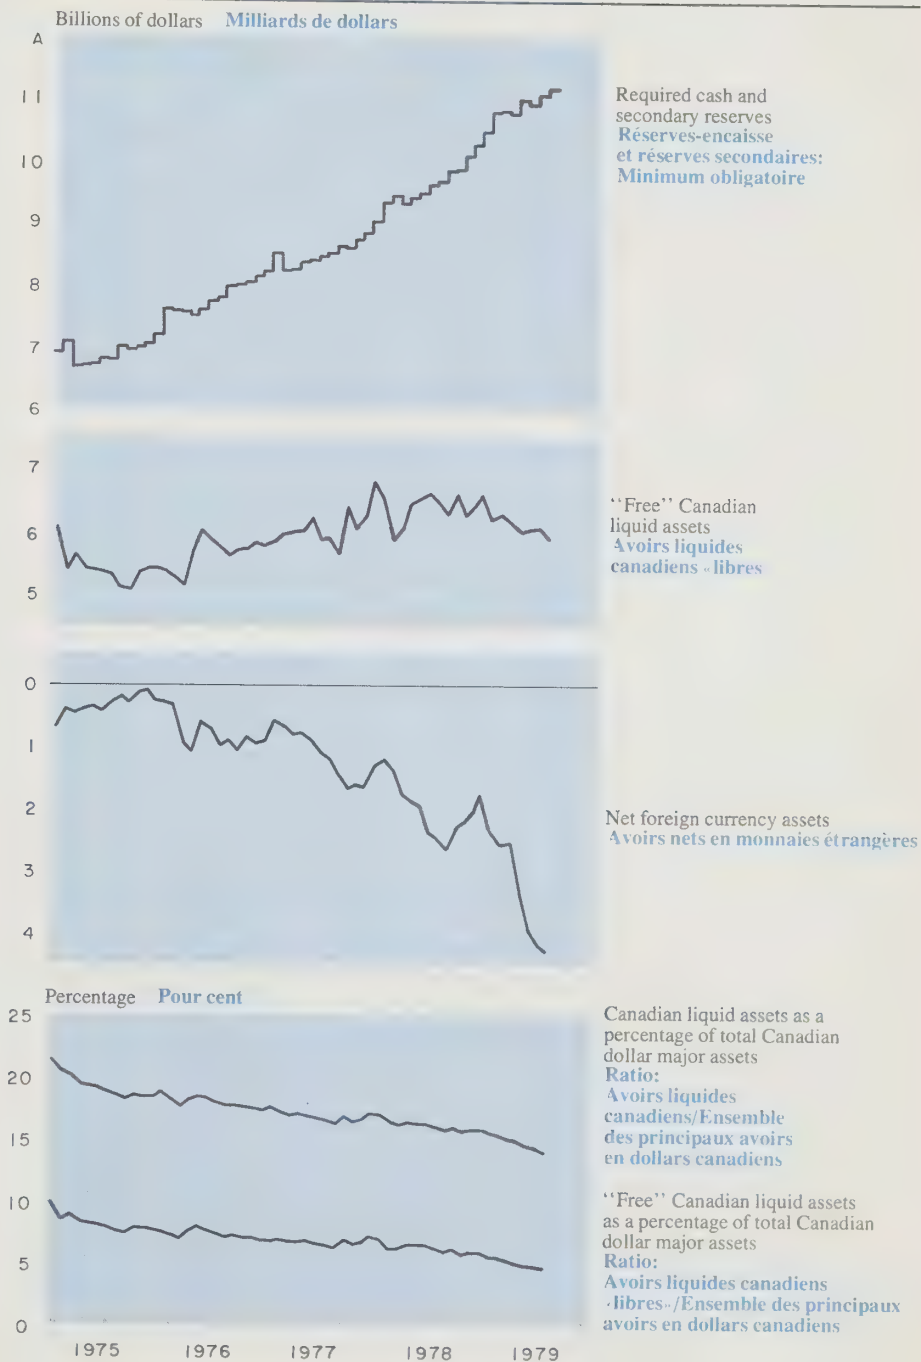 Billions of dollars Milliards de dollars
A
11
10
9
8
7
6
Required cash and
secondary reserves
Réserves-encaisse
et réserves secondaires:
Minimum obligatoire
7
6
5
"Free" Canadian
liquid assets
Avoirs liquides
canadiens «libres
0
1
2
3
4
Net foreign currency assets
Avoirs nets en monnaies étrangères
Percentage Pour cent
25
20
15
10
5
0
Canadian liquid assets as a
percentage of total Canadian
dollar major assets
Ratio:
Avoirs liquides
canadiens/Ensemble
des principaux avoirs
en dollars canadiens
"Free" Canadian liquid assets
as a percentage of total Canadian
dollar major assets
Ratio:
Avoirs liquides canadiens
«libres»/Ensemble des principaux
avoirs en dollars canadiens
1975 1976 1977 1978 1979